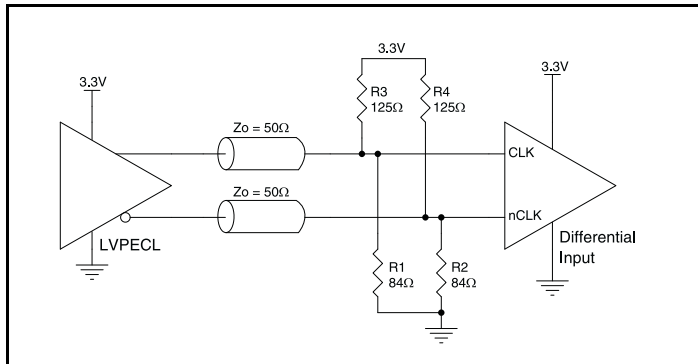 3.3V
3.3V
3.3V
R3
125Ω
R4
125Ω
Zo = 50Ω
CLK
Zo = 50Ω
nCLK
LVPECL
Differential
Input
R1
84Ω
R2
84Ω